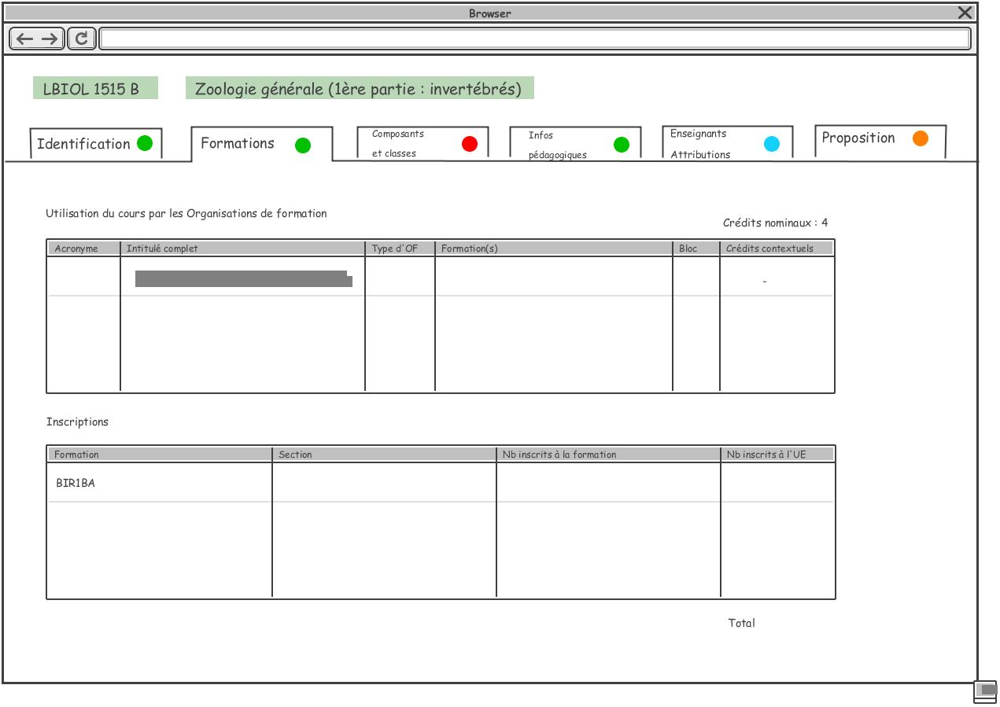 Browser
LBIOL 1515 B
Zoologie générale (1ère partie : invertébrés)
Identification
Formations
Composants
et classes
Infos
pédagogiques
Enseignants
Attributions
Proposition
Utilisation du cours par les Organisations de formation
Crédits nominaux : 4
Acronyme Intitulé complet Type d'OF Formation(s) Bloc Crédits contextuels
-
Inscriptions
Formation Section Nb inscrits à la formation Nb inscrits à l'UE
BIR1BA
Total